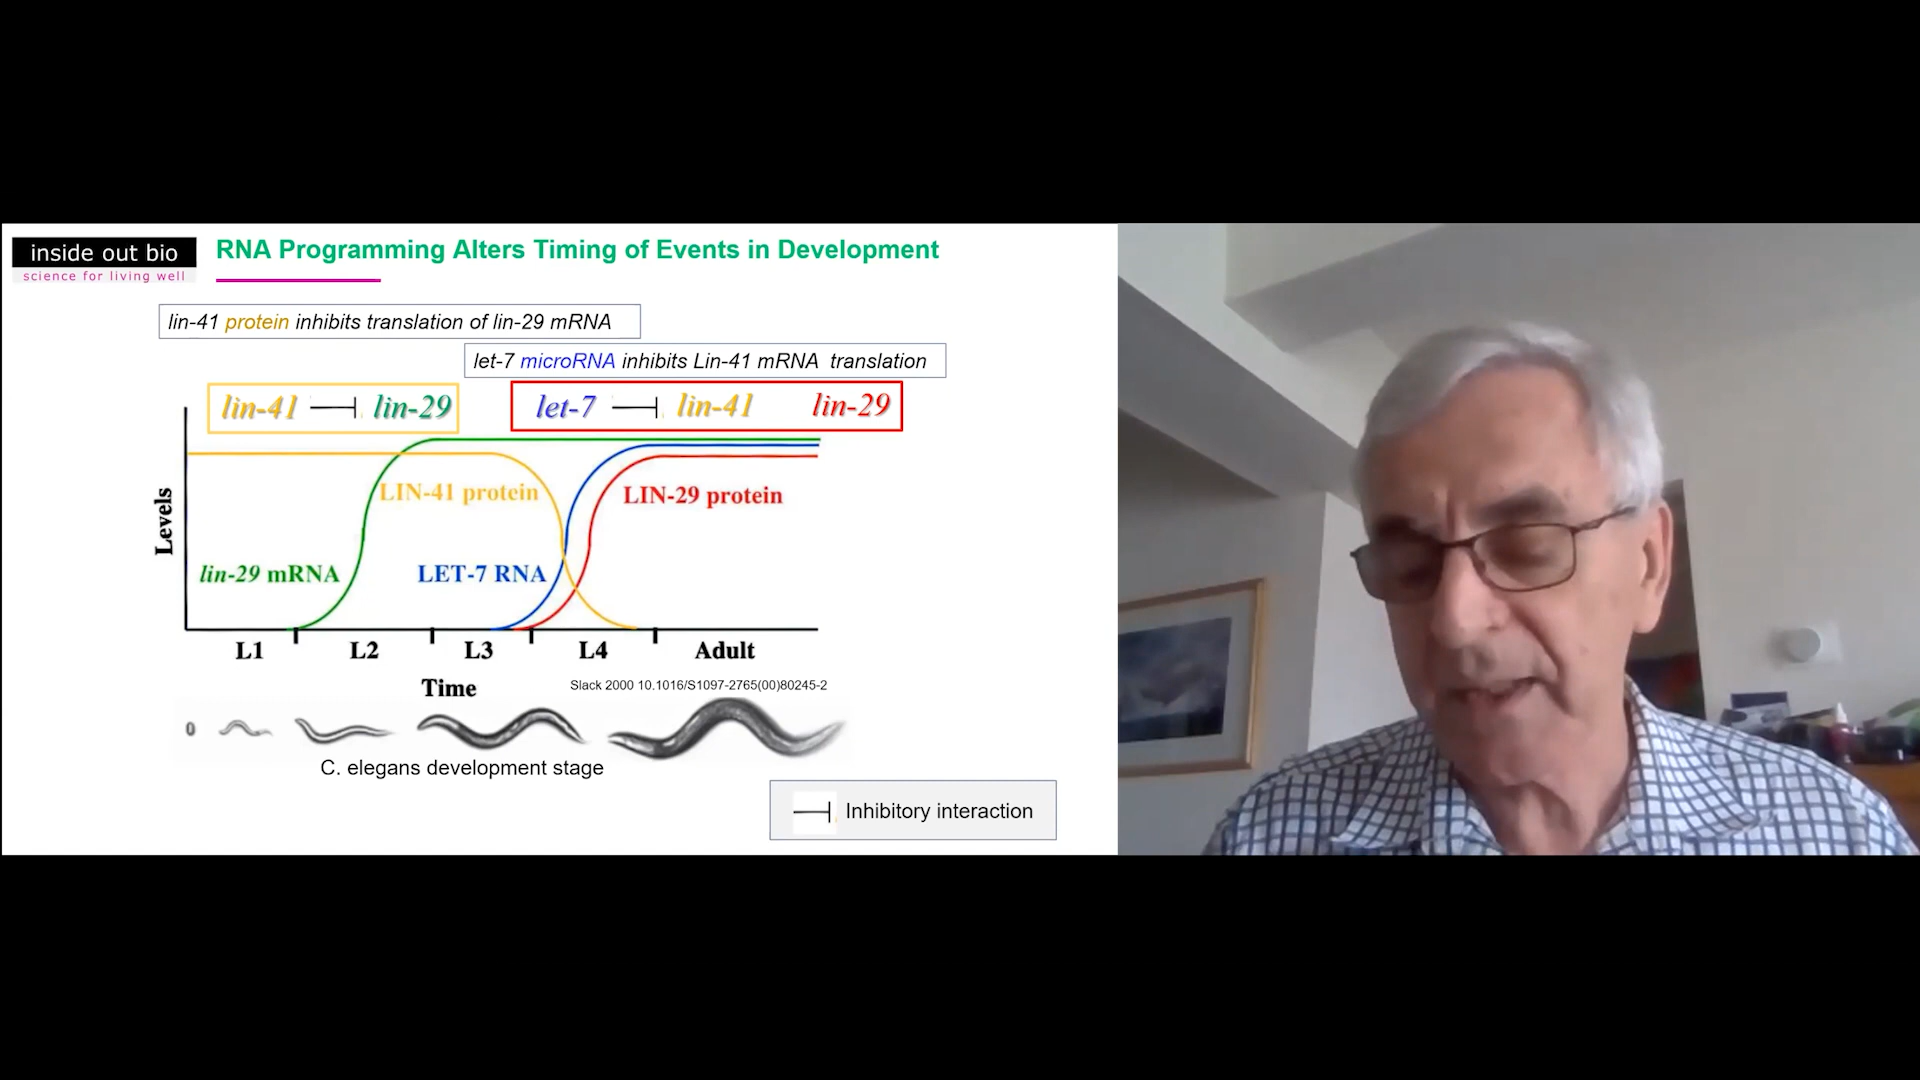 inside out bio
science for living well
RNA Programming Alters Timing of Events in Development
lin-41 protein inhibits translation of lin-29 mRNA
let-7 microRNA inhibits Lin-41 mRNA translation
lin-41 lin-29
let-7 lin-41 lin-29
Levels
LIN-41 protein
LIN-29 protein
lin-29 mRNA
LET-7 RNA
L1 L2 L3 L4 Adult
Time
Slack 2000 10.1016/S1097-2765(00)80245-2
0
C. elegans development stage
Inhibitory interaction